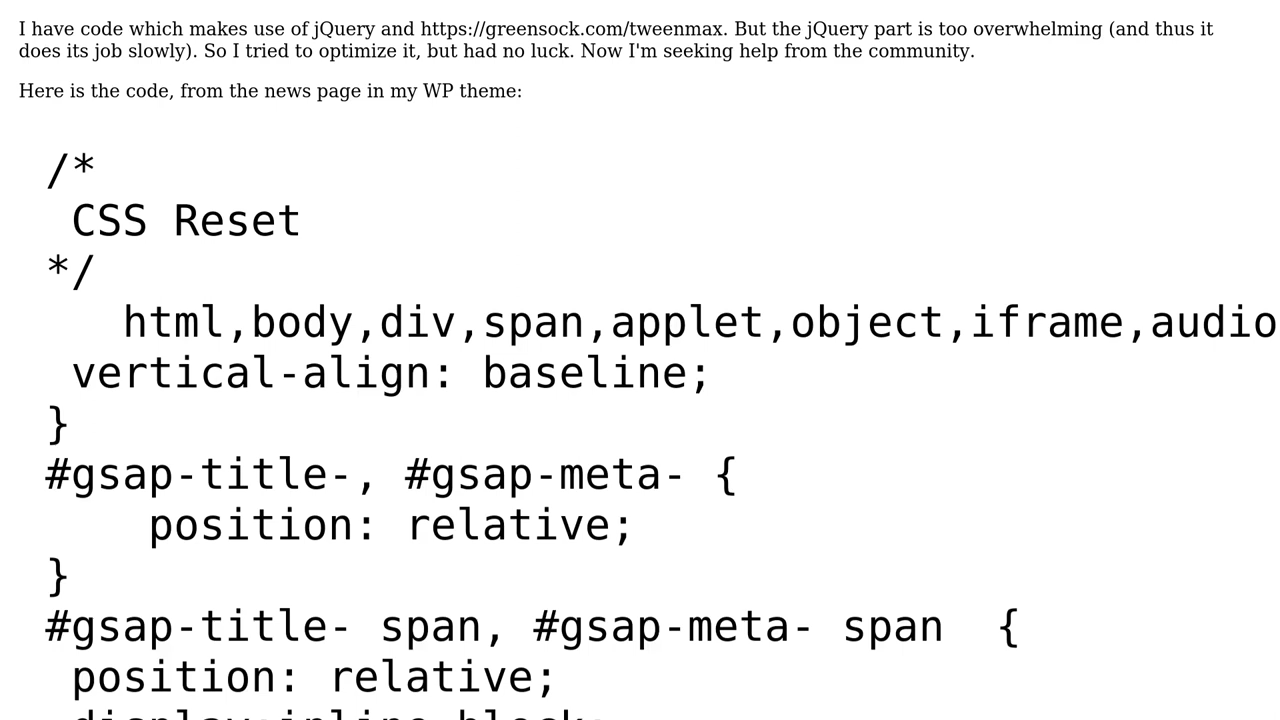 I have code which makes use of jQuery and https://greensock.com/tweenmax. But the jQuery part is too overwhelming (and thus it
does its job slowly). So I tried to optimize it, but had no luck. Now I'm seeking help from the community.
Here is the code, from the news page in my WP theme:
/*
CSS Reset
*/
html,body,div,span,applet,object,iframe,audio
vertical-align: baseline;
}
#gsap-title-, #gsap-meta- {
position: relative;
}
#gsap-title- span, #gsap-meta- span  {
position: relative;
display:inline-block;